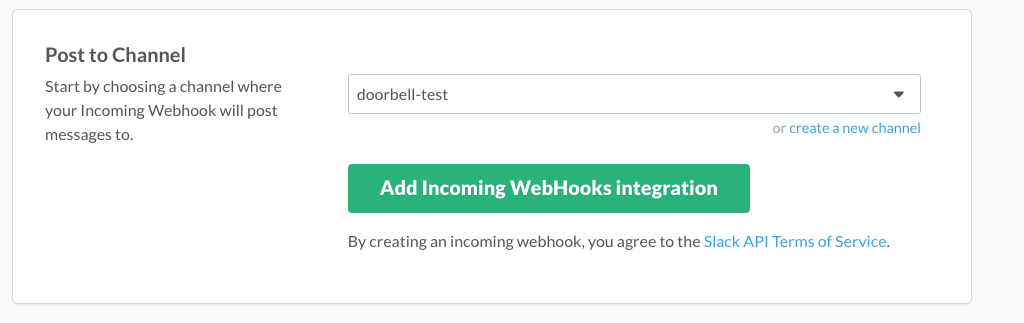 Post to Channel
Start by choosing a channel where
your Incoming Webhook will post
messages to.
doorbell-test
or create a new channel
Add Incoming WebHooks integration
By creating an incoming webhook, you agree to the Slack API Terms of Service.